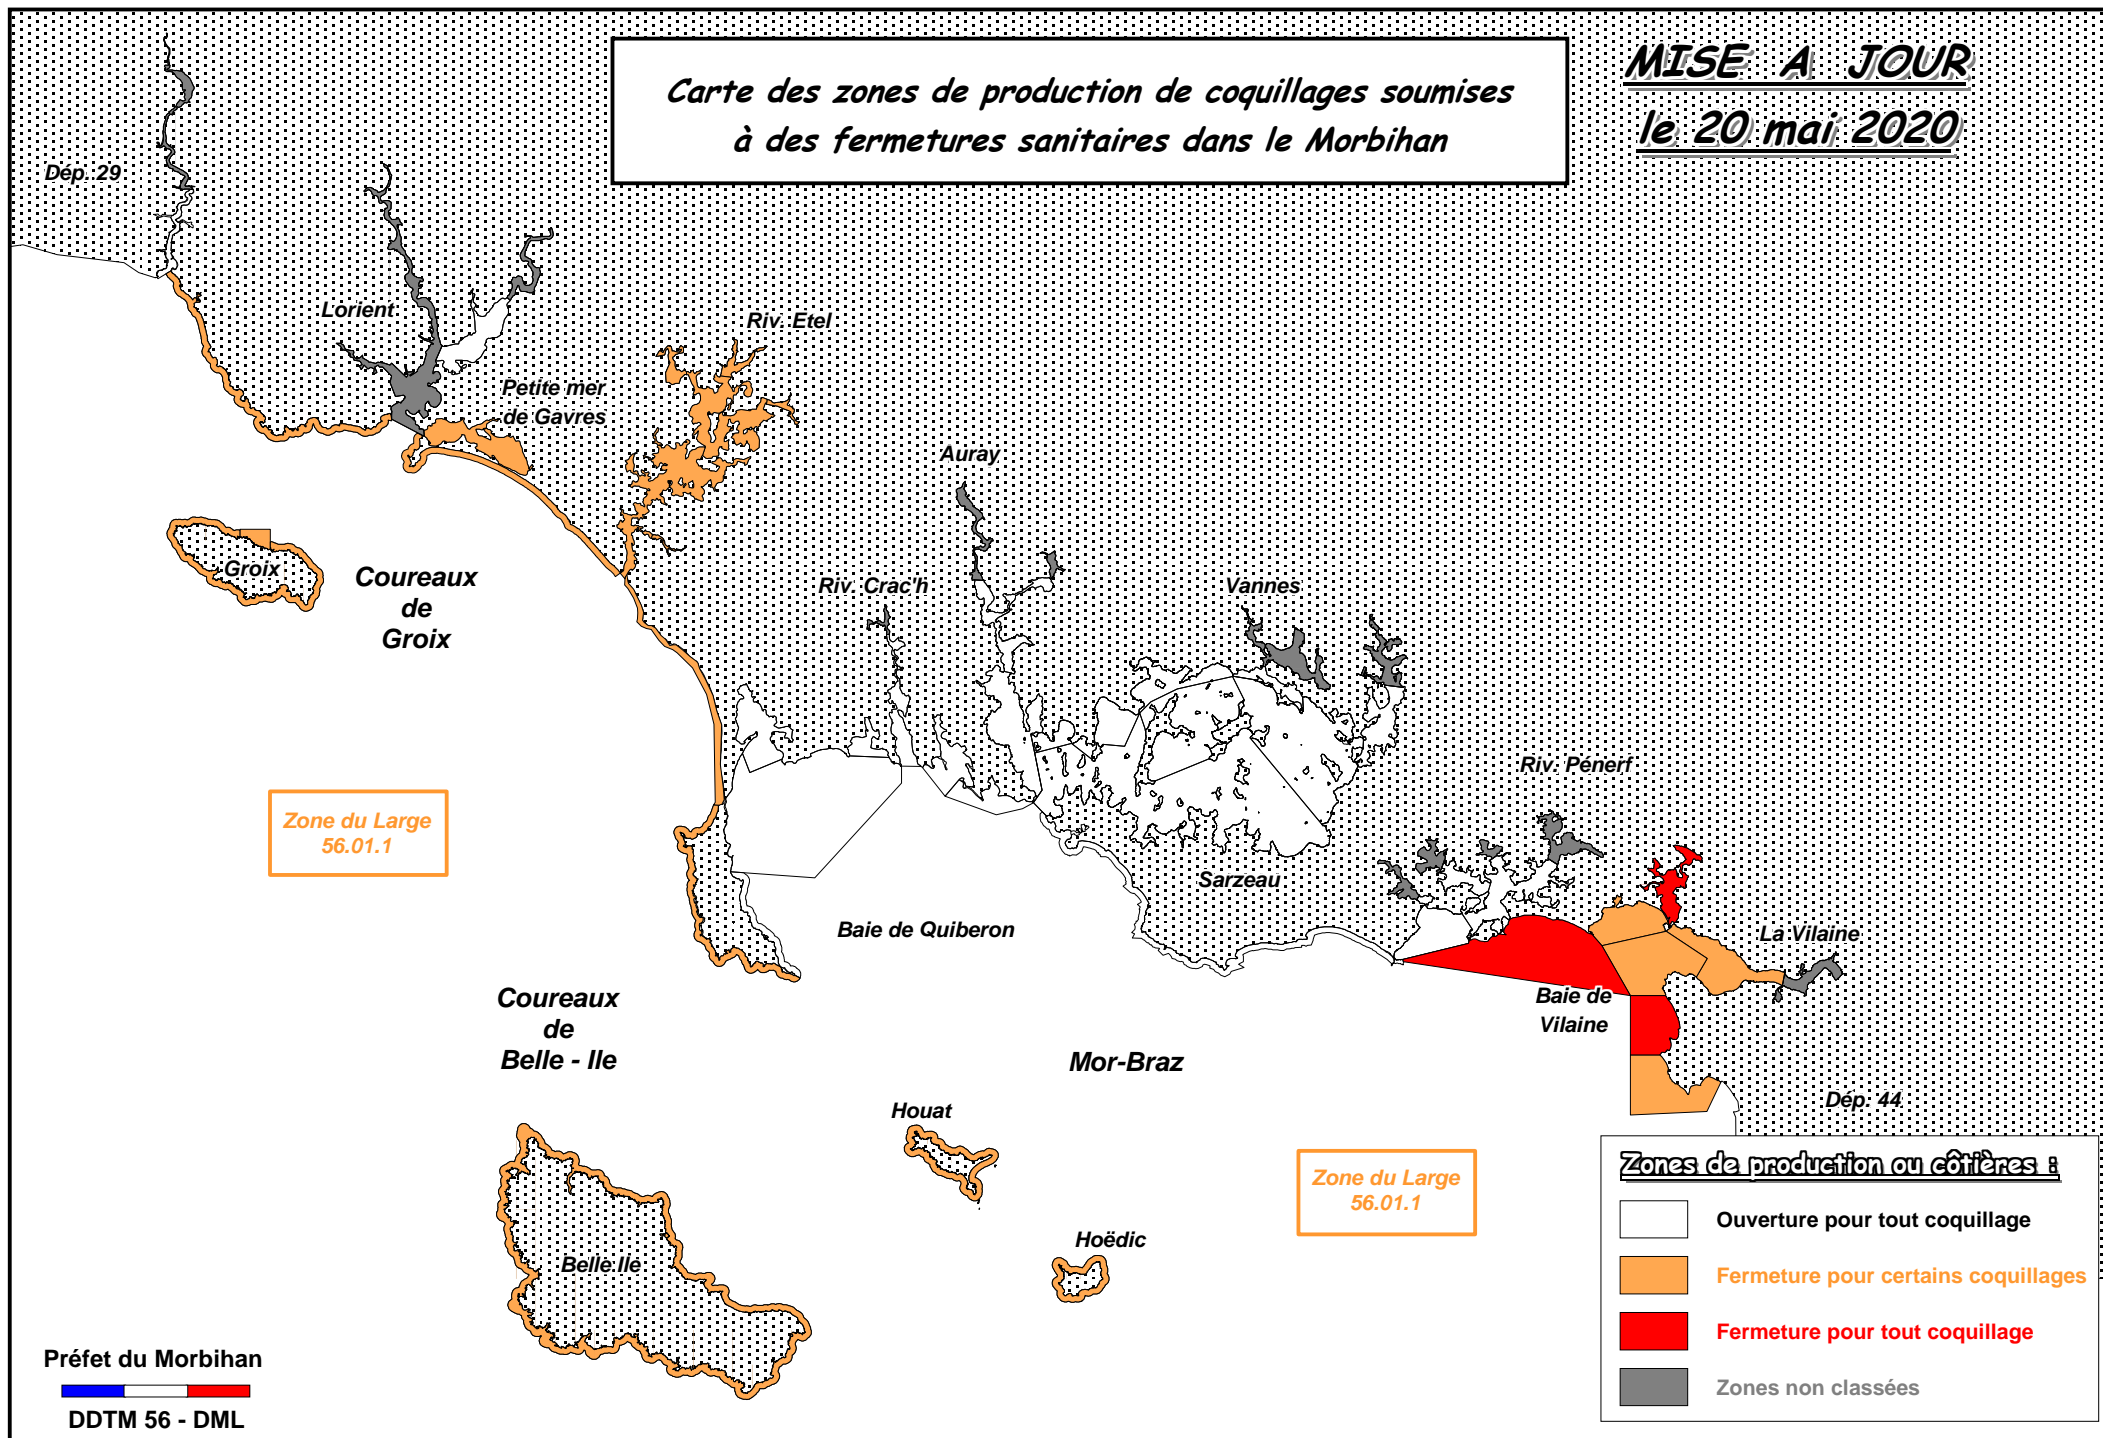 Carte des zones de production de coquillages soumises
à des fermetures sanitaires dans le Morbihan
MISE A JOUR
le 20 mai 2020
Dép. 29
Lorient
Riv. Etel
Petite mer
de Gavres
Auray
Groix
Coureaux
de
Groix
Riv. Crac'h
Vannes
Riv. Pénerf
Zone du Large
56.01.1
Sarzeau
Baie de Quiberon
La Vilaine
Coureaux
de
Belle - Ile
Baie de
Vilaine
Mor-Braz
Houat
Dép. 44
Zone du Large
56.01.1
Hoëdic
Belle Ile
Zones de production ou côtières :
Ouverture pour tout coquillage
Fermeture pour certains coquillages
Fermeture pour tout coquillage
Zones non classées
Préfet du Morbihan
DDTM 56 - DML